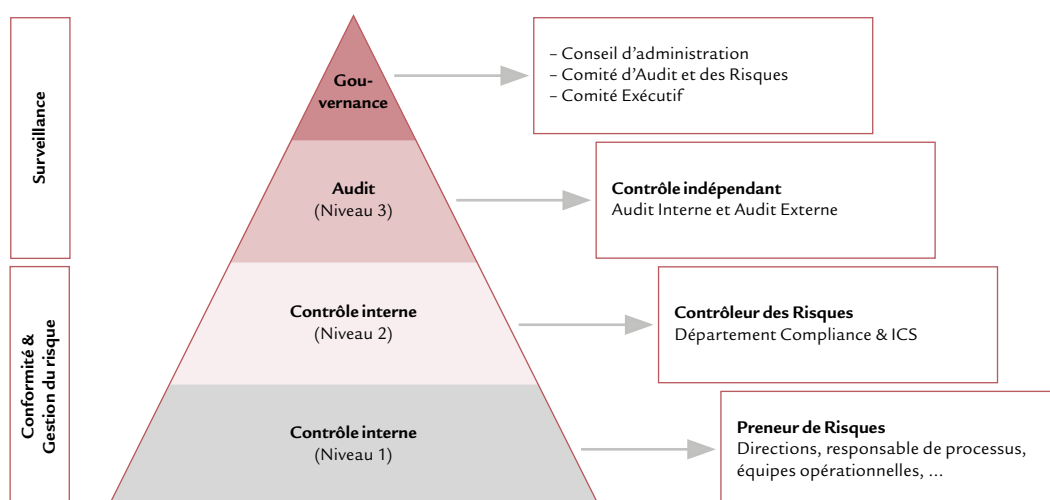 Surveillance
Gou-
vernance
– Conseil d'administration
– Comité d'Audit et des Risques
– Comité Exécutif
Audit
(Niveau 3)
Contrôle indépendant
Audit Interne et Audit Externe
Conformité &
Gestion du risque
Contrôle interne
(Niveau 2)
Contrôleur des Risques
Département Compliance & ICS
Contrôle interne
(Niveau 1)
Preneur de Risques
Directions, responsable de processus,
équipes opérationnelles, ...